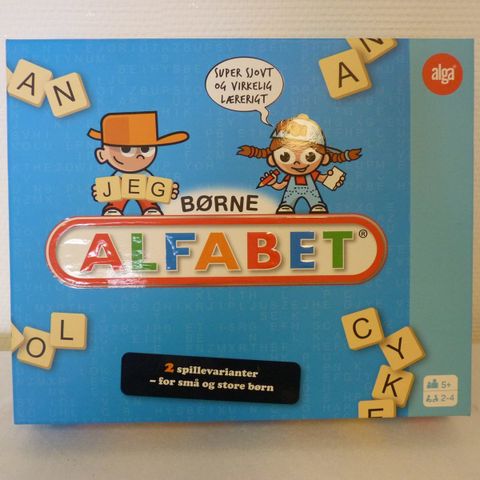 AN
SUPER SJOVT
OG VIRKELIG
LÆRERIGT
AN
alga
JEG
BØRNE
ALFABET®
OL
CYKE
2 spillevarianter
– for små og store børn
5+
2-4